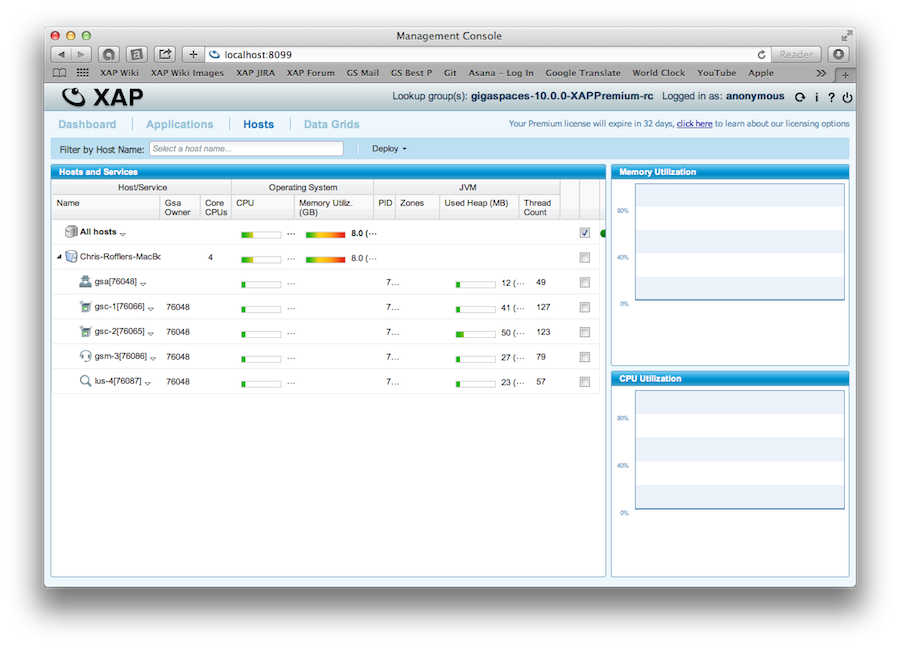 Management Console
localhost:8099
Reader
XAP Wiki XAP Wiki Images XAP JIRA XAP Forum GS Mail GS Best P Git Asana - Log In Google Translate World Clock YouTube Apple >>
XAP
Lookup group(s): gigaspaces-10.0.0-XAPPremium-rc Logged in as: anonymous
Dashboard Applications Hosts Data Grids
Your Premium license will expire in 32 days, click here to learn about our licensing options
Filter by Host Name: Select a host name... Deploy
Hosts and Services
Host/Service Operating System JVM
Name Gsa Owner Core CPUs CPU Memory Utiliz. (GB) PID Zones Used Heap (MB) Thread Count
All hosts ... 8.0 (...
Chris-Rofflers-MacBo 4 ... 8.0 (...
gsa[76048] ... 7... 12 (... 49
gsc-1[76066] 76048 ... 7... 41 (... 127
gsc-2[76065] 76048 ... 7... 50 (... 123
gsm-3[76086] 76048 ... 7... 27 (... 79
lus-4[76087] 76048 ... 7... 23 (... 57
Memory Utilization
80%
40%
0%
CPU Utilization
80%
40%
0%